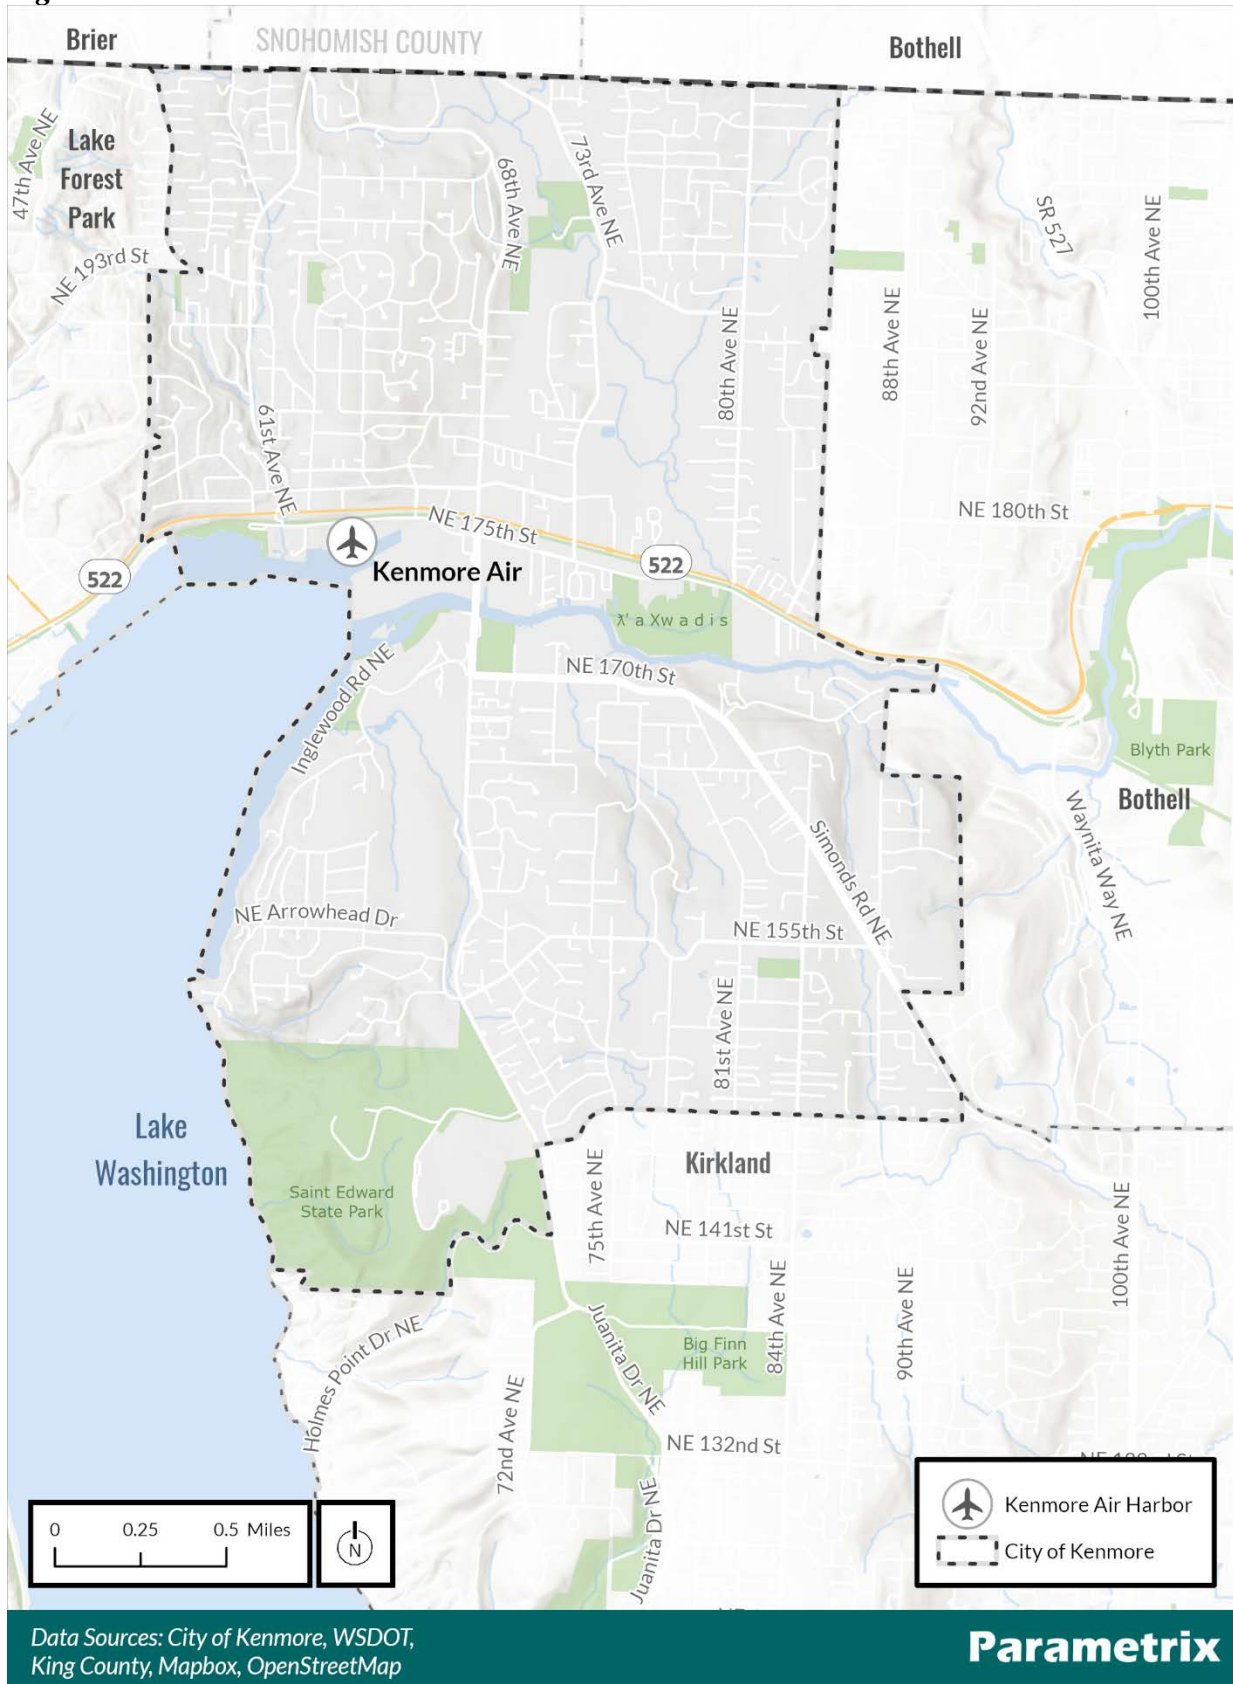 Brier
SNOHOMISH COUNTY
Bothell
Lake
Forest
Park
47th Ave NE
NE 193rd St
68th Ave NE
73rd Ave NE
SR 527
100th Ave NE
80th Ave NE
88th Ave NE
92nd Ave NE
61st Ave NE
NE 175th St
NE 180th St
522
522
Kenmore Air
ƛ' a Xw a d i s
Inglewood Rd NE
NE 170th St
Blyth Park
Bothell
Waynita Way NE
Simonds Rd NE
NE Arrowhead Dr
NE 155th St
81st Ave NE
Lake
Washington
Saint Edward
State Park
Kirkland
75th Ave NE
NE 141st St
100th Ave NE
84th Ave NE
90th Ave NE
Holmes Point Dr NE
Juanita Dr NE
Big Finn
Hill Park
72nd Ave NE
NE 132nd St
Juanita Dr NE
0 0.25 0.5 Miles
N
Kenmore Air Harbor
City of Kenmore
Data Sources: City of Kenmore, WSDOT,
King County, Mapbox, OpenStreetMap
Parametrix